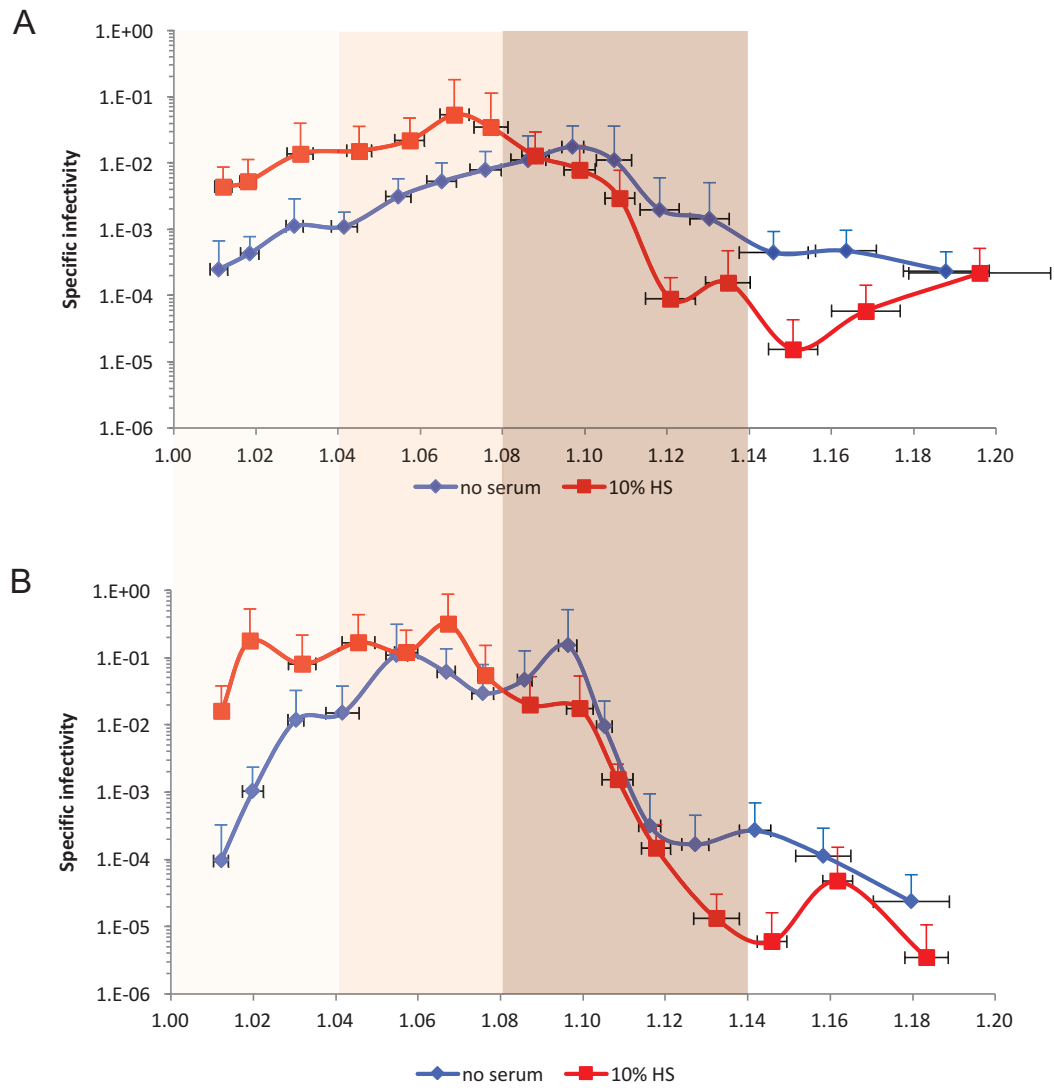 A
Specific infectivity
1.E+00
1.E-01
1.E-02
1.E-03
1.E-04
1.E-05
1.E-06
1.00 1.02 1.04 1.06 1.08 1.10 1.12 1.14 1.16 1.18 1.20
no serum 10% HS
B
Specific infectivity
1.E+00
1.E-01
1.E-02
1.E-03
1.E-04
1.E-05
1.E-06
1.00 1.02 1.04 1.06 1.08 1.10 1.12 1.14 1.16 1.18 1.20
no serum 10% HS